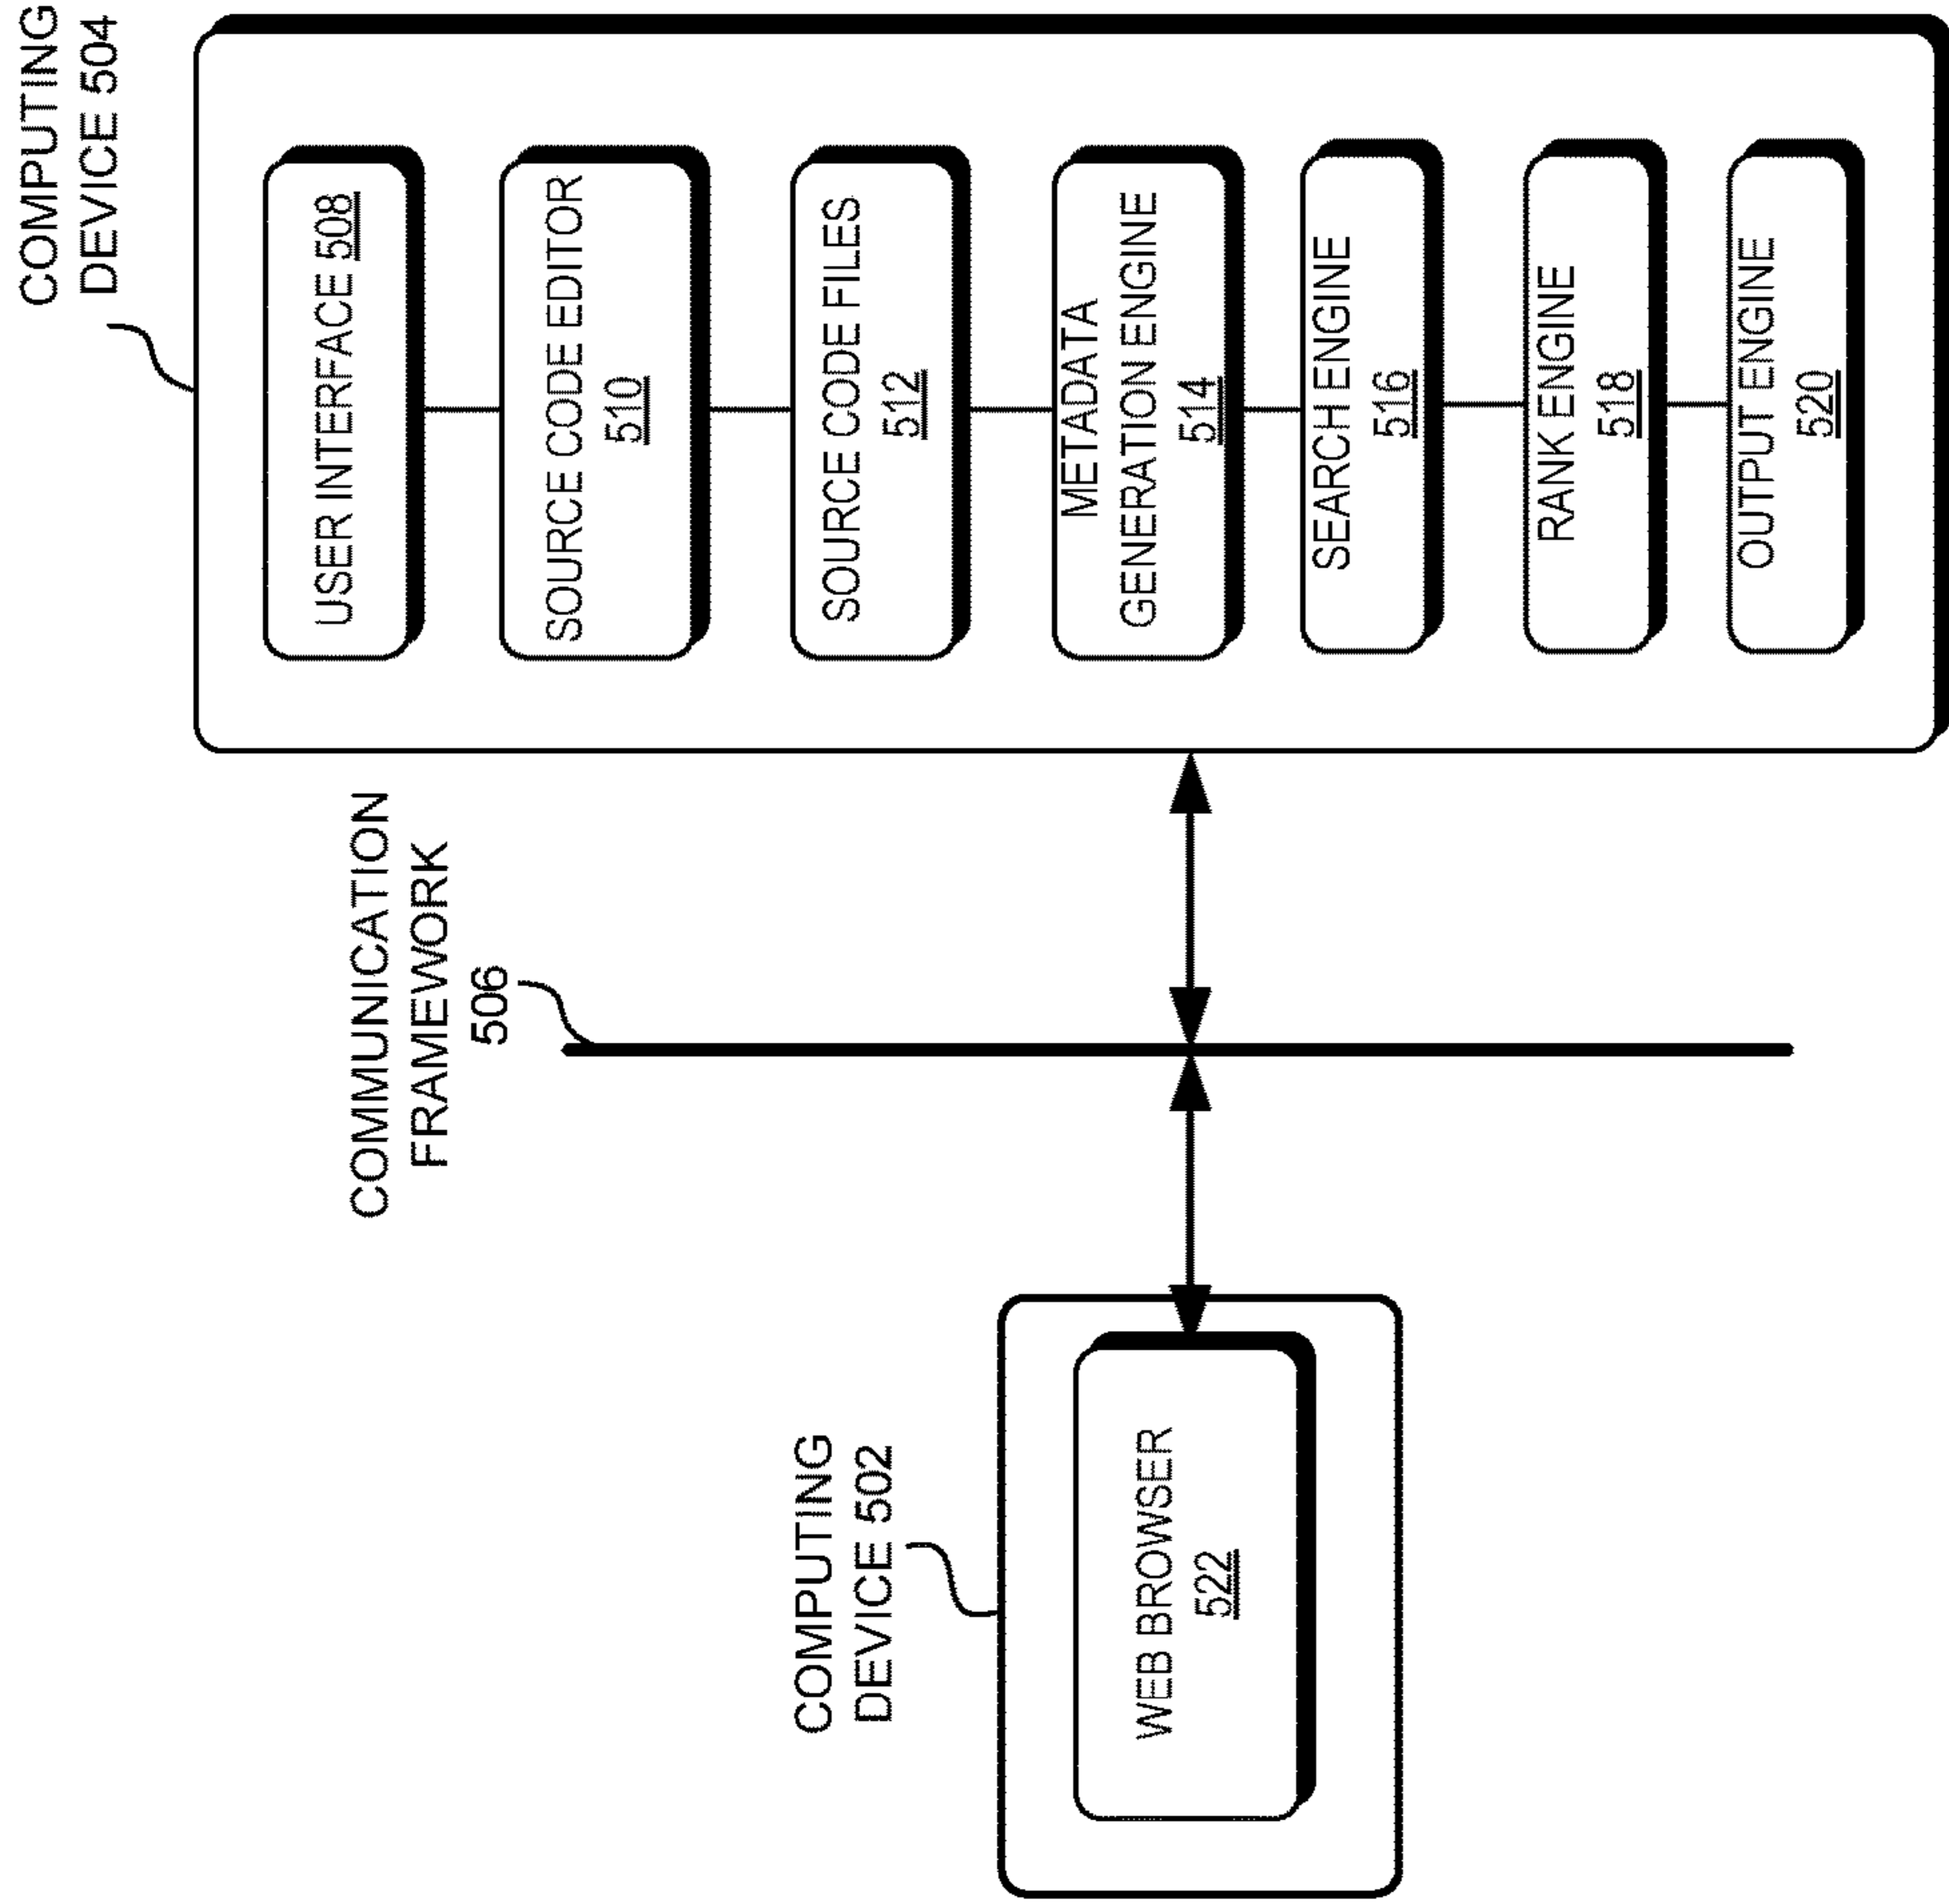 COMPUTING
DEVICE 502
WEB BROWSER
522
COMMUNICATION
FRAMEWORK
506
COMPUTING
DEVICE 504
USER INTERFACE 508
SOURCE CODE EDITOR
510
SOURCE CODE FILES
512
METADATA
GENERATION ENGINE
514
SEARCH ENGINE
516
RANK ENGINE
518
OUTPUT ENGINE
520